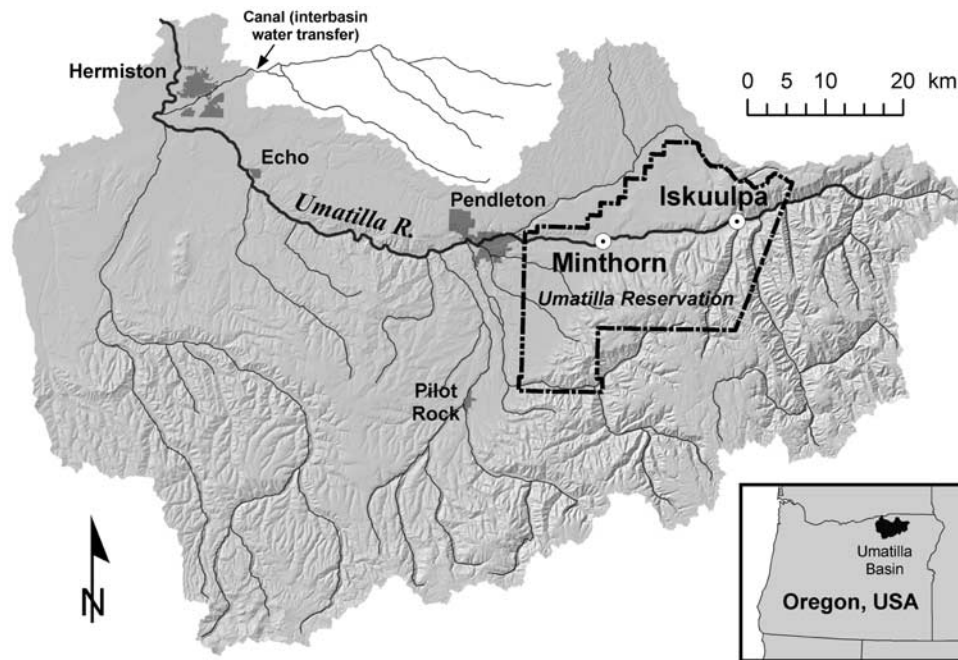 Canal (interbasin
water transfer)
Hermiston
0 5 10 20 km
Echo
Umatilla R.
Pendleton
Iskuulpa
Minthorn
Umatilla Reservation
Pilot
Rock
N
Umatilla
Basin
Oregon, USA